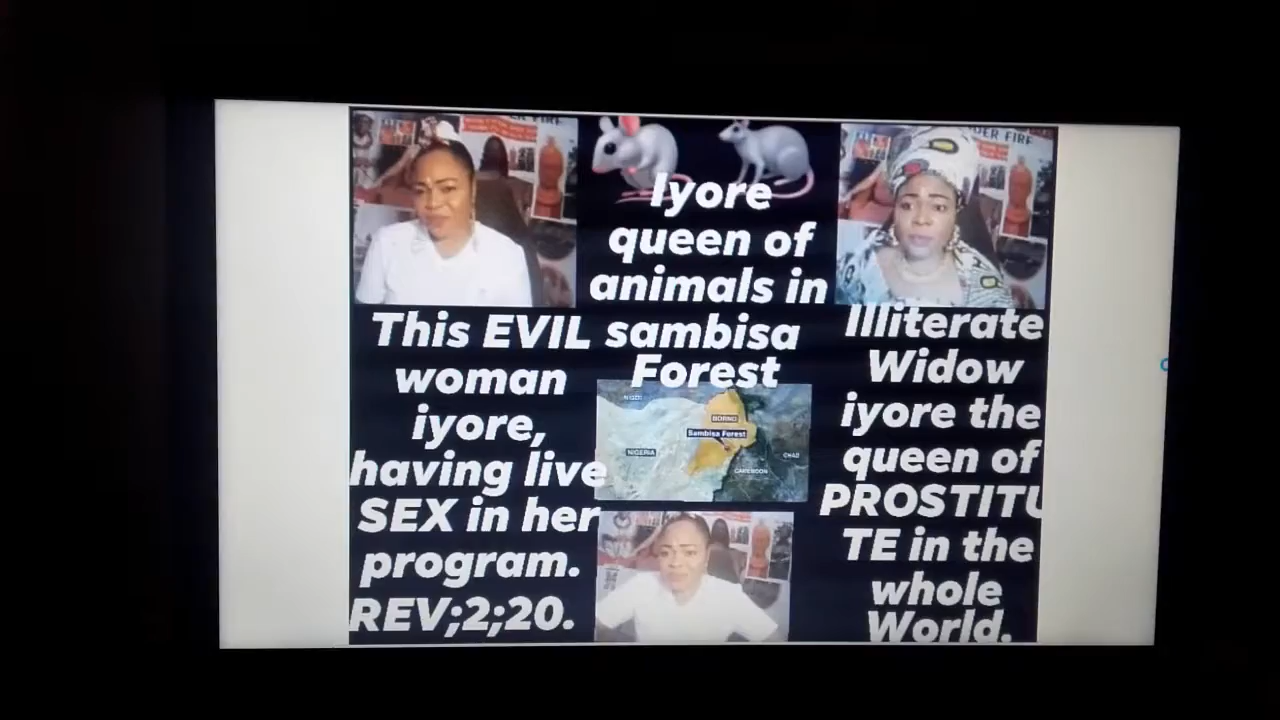 Iyore
queen of
animals in
sambisa
Forest
This EVIL
woman
iyore,
having live
SEX in her
program.
REV;2;20.
Illiterate
Widow
iyore the
queen of
PROSTITU
TE in the
whole
World.
BORNO
Sambisa Forest
NIGERIA
CHAD
CAMEROON
DER FIRE